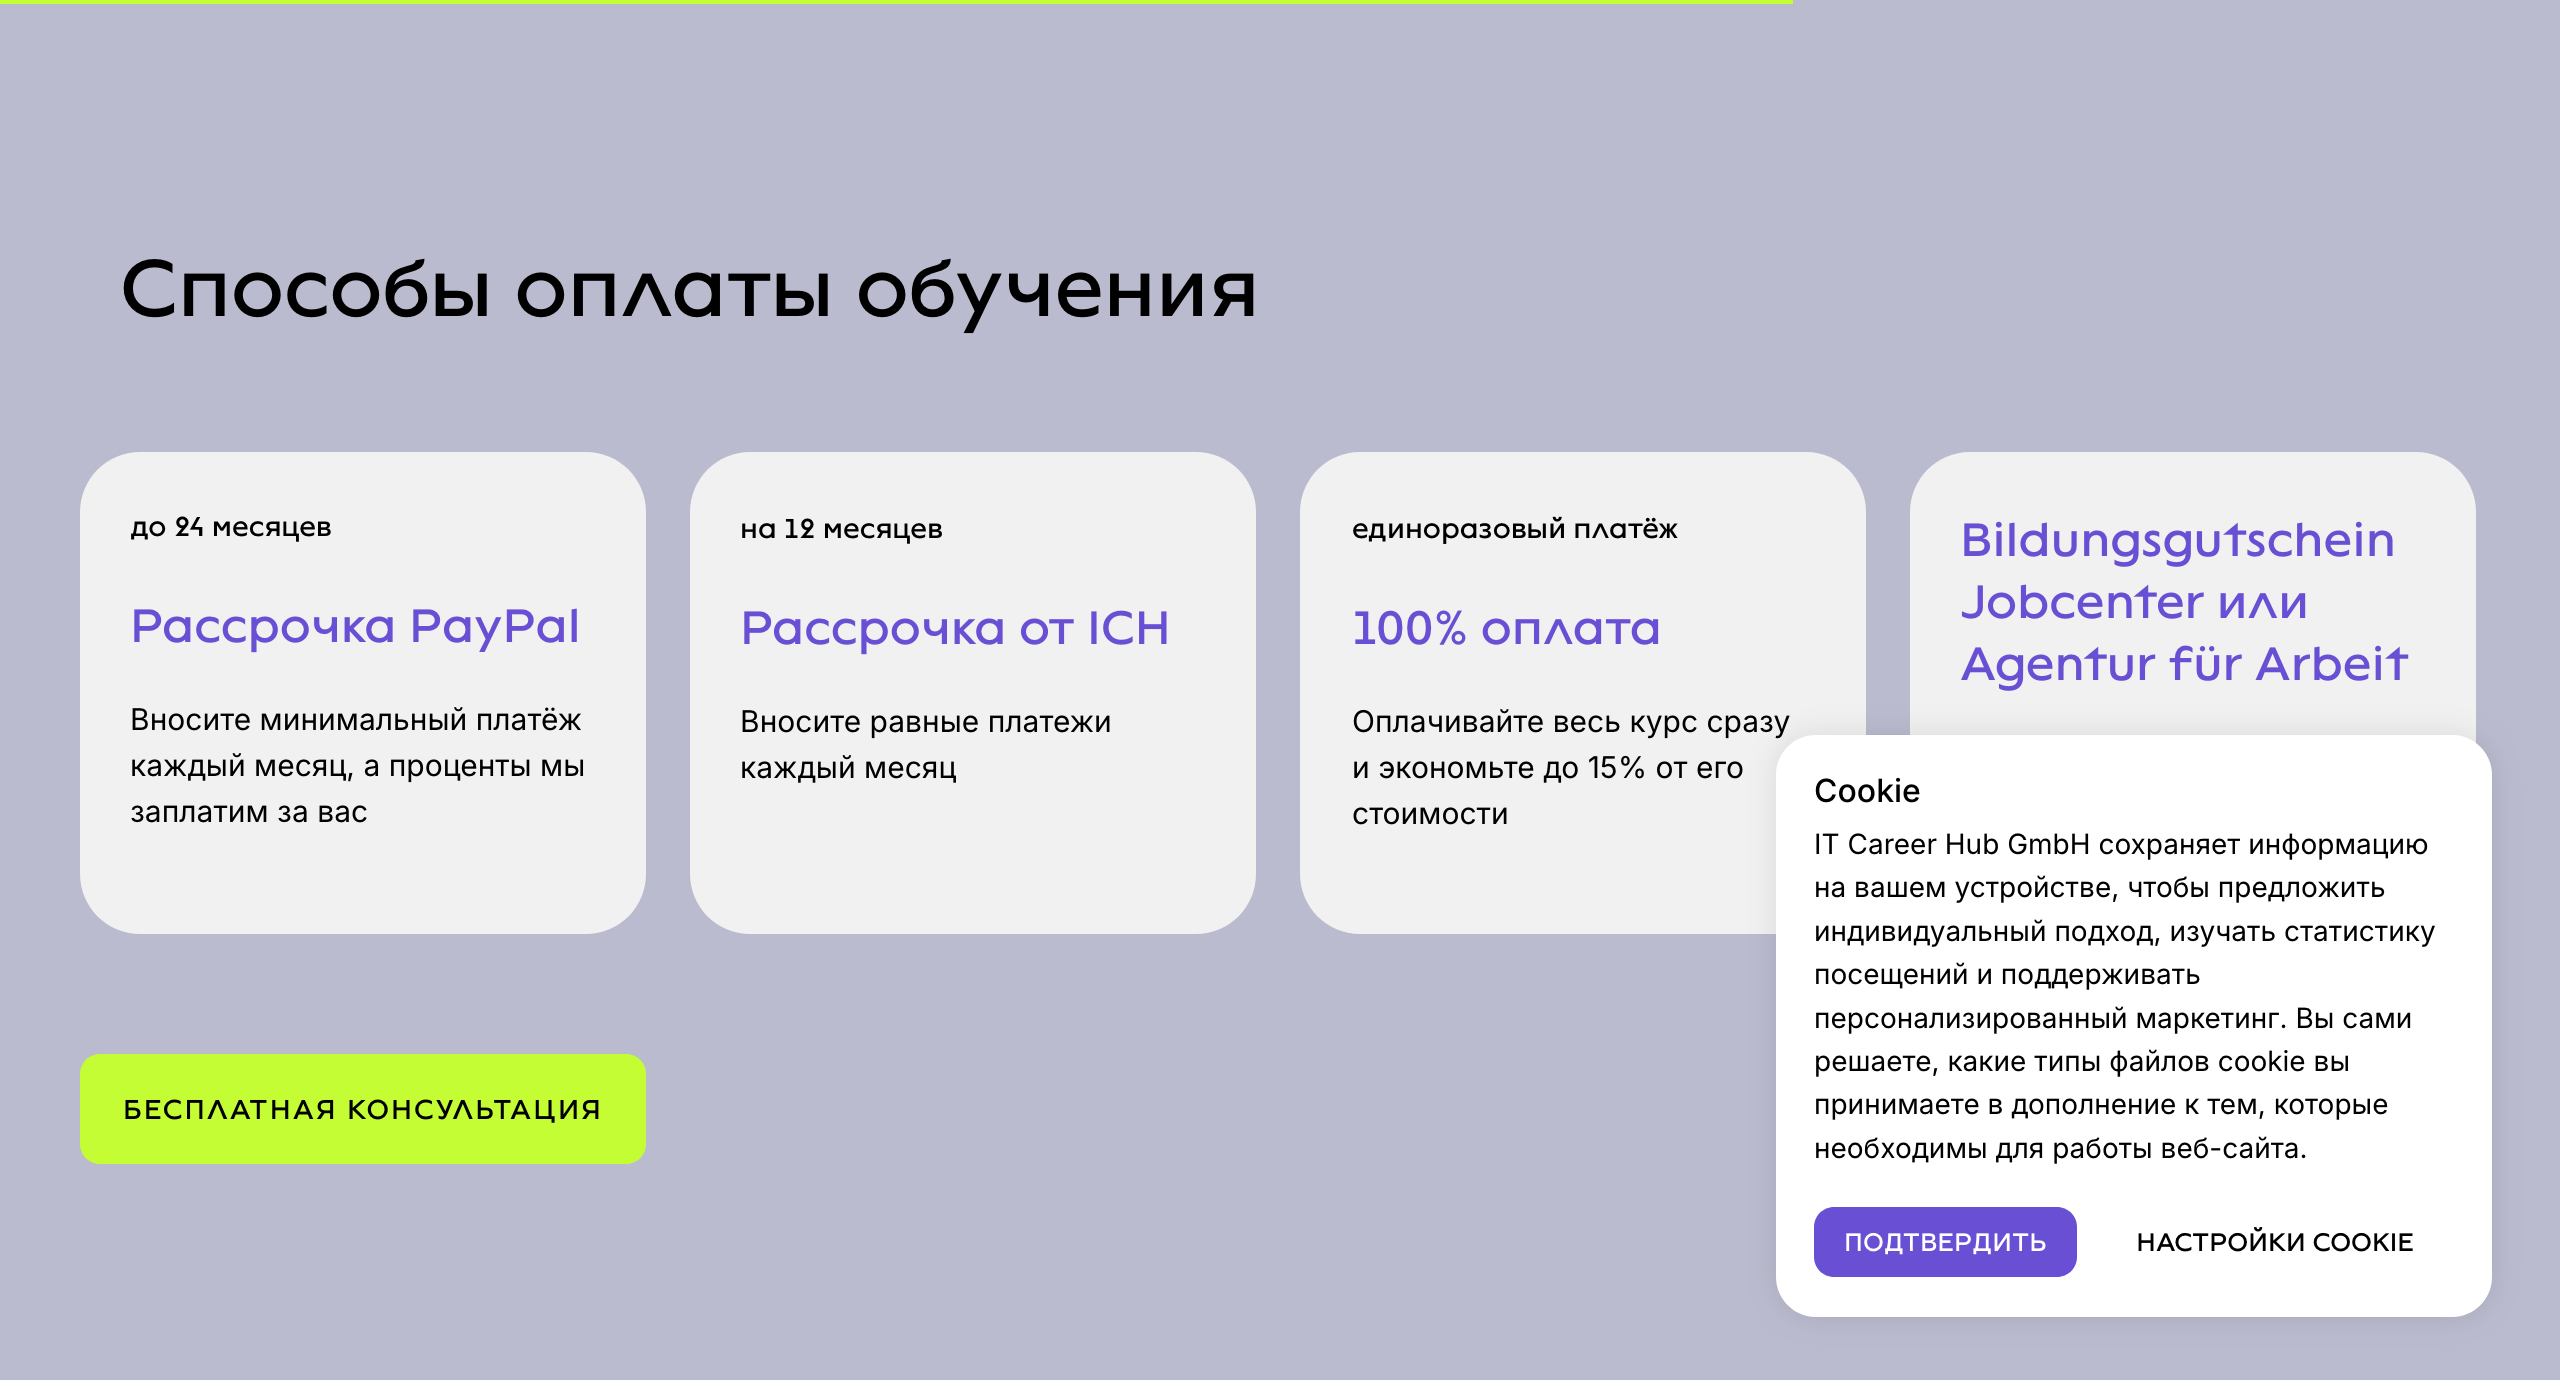 Способы оплаты обучения
до 24 месяцев
Рассрочка PayPal
Вносите минимальный платёж
каждый месяц, а проценты мы
заплатим за вас
на 12 месяцев
Рассрочка от ICH
Вносите равные платежи
каждый месяц
единоразовый платёж
100% оплата
Оплачивайте весь курс сразу
и экономьте до 15% от его
стоимости
Bildungsgutschein
Jobcenter или
Agentur für Arbeit
БЕСПЛАТНАЯ КОНСУЛЬТАЦИЯ
Cookie
IT Career Hub GmbH сохраняет информацию
на вашем устройстве, чтобы предложить
индивидуальный подход, изучать статистику
посещений и поддерживать
персонализированный маркетинг. Вы сами
решаете, какие типы файлов cookie вы
принимаете в дополнение к тем, которые
необходимы для работы веб-сайта.
ПОДТВЕРДИТЬ
НАСТРОЙКИ COOKIE